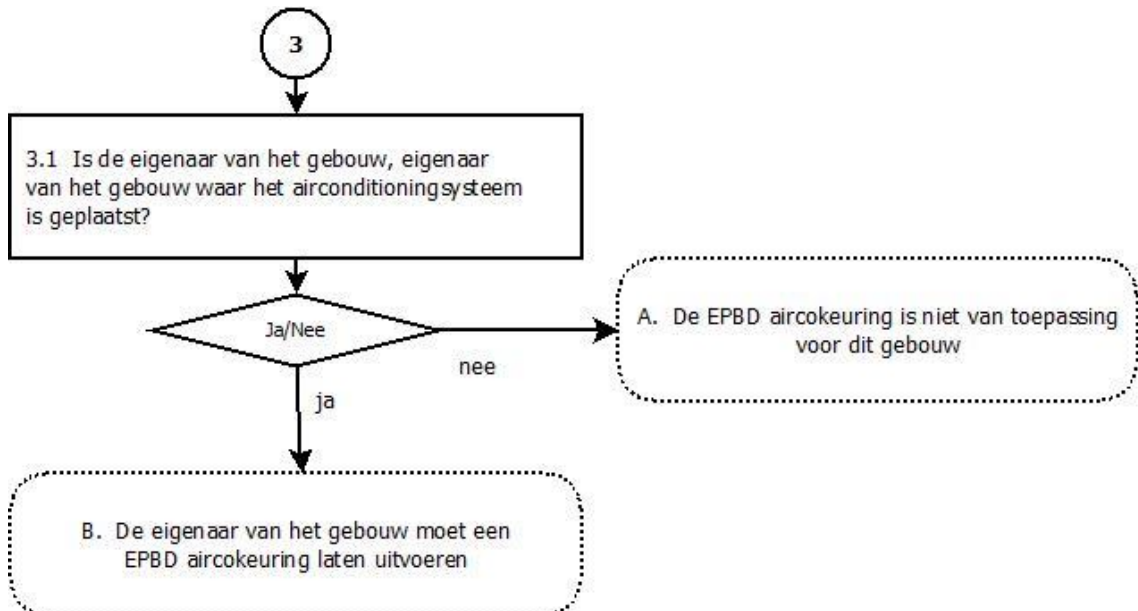 3
3.1 Is de eigenaar van het gebouw, eigenaar
van het gebouw waar het airconditioningsysteem
is geplaatst?
Ja/Nee
nee
A. De EPBD aircokeuring is niet van toepassing
voor dit gebouw
ja
B. De eigenaar van het gebouw moet een
EPBD aircokeuring laten uitvoeren